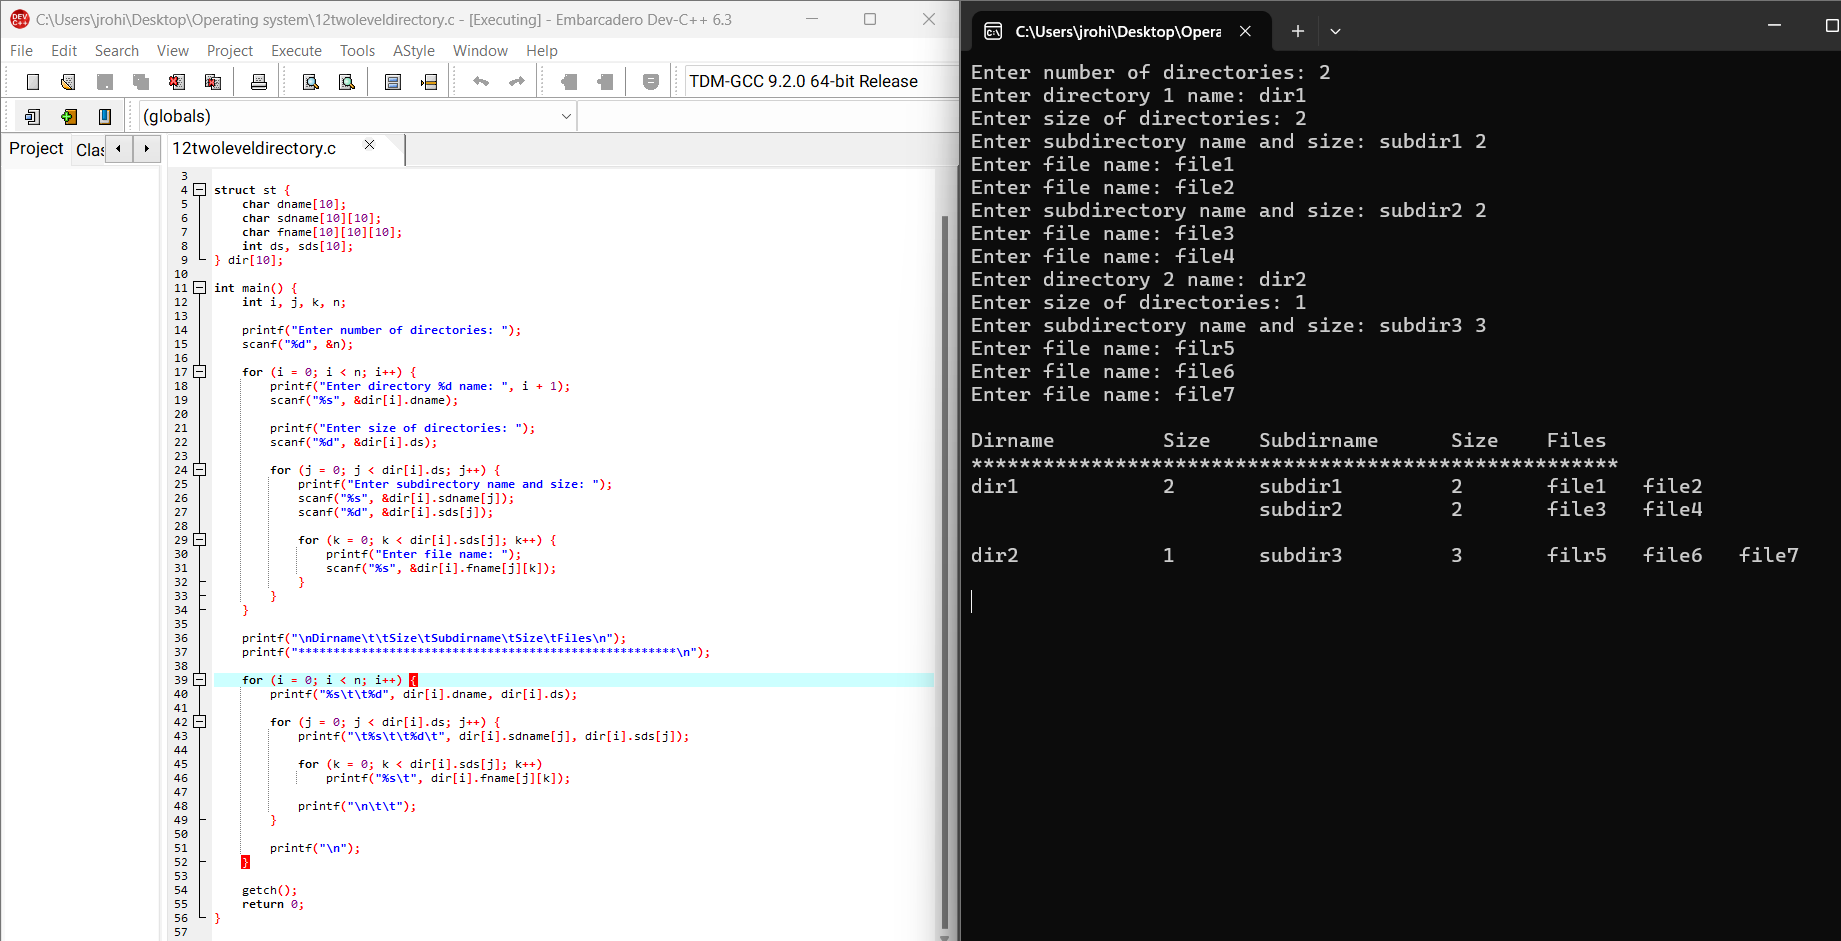 C:\Users\jrohi\Desktop\Operating system\12twoleveldirectory.c - [Executing] - Embarcadero Dev-C++ 6.3
File Edit Search View Project Execute Tools AStyle Window Help
TDM-GCC 9.2.0 64-bit Release
(globals)
Project Clas 12twoleveldirectory.c
3
4 struct st {
5 char dname[10];
6 char sdname[10][10];
7 char fname[10][10][10];
8 int ds, sds[10];
9 } dir[10];
10
11 int main() {
12 int i, j, k, n;
13
14 printf("Enter number of directories: ");
15 scanf("%d", &n);
16
17 for (i = 0; i < n; i++) {
18 printf("Enter directory %d name: ", i + 1);
19 scanf("%s", &dir[i].dname);
20
21 printf("Enter size of directories: ");
22 scanf("%d", &dir[i].ds);
23
24 for (j = 0; j < dir[i].ds; j++) {
25 printf("Enter subdirectory name and size: ");
26 scanf("%s", &dir[i].sdname[j]);
27 scanf("%d", &dir[i].sds[j]);
28
29 for (k = 0; k < dir[i].sds[j]; k++) {
30 printf("Enter file name: ");
31 scanf("%s", &dir[i].fname[j][k]);
32 }
33 }
34 }
35
36 printf("\nDirname\t\tSize\tSubdirname\tSize\tFiles\n");
37 printf("******************************************************\n");
38
39 for (i = 0; i < n; i++) {
40 printf("%s\t\t%d", dir[i].dname, dir[i].ds);
41
42 for (j = 0; j < dir[i].ds; j++) {
43 printf("\t%s\t\t%d\t", dir[i].sdname[j], dir[i].sds[j]);
44
45 for (k = 0; k < dir[i].sds[j]; k++)
46 printf("%s\t", dir[i].fname[j][k]);
47
48 printf("\n\t\t");
49 }
50
51 printf("\n");
52 }
53
54 getch();
55 return 0;
56 }
57
C:\Users\jrohi\Desktop\Opera
Enter number of directories: 2
Enter directory 1 name: dir1
Enter size of directories: 2
Enter subdirectory name and size: subdir1 2
Enter file name: file1
Enter file name: file2
Enter subdirectory name and size: subdir2 2
Enter file name: file3
Enter file name: file4
Enter directory 2 name: dir2
Enter size of directories: 1
Enter subdirectory name and size: subdir3 3
Enter file name: filr5
Enter file name: file6
Enter file name: file7
Dirname Size Subdirname Size Files
******************************************************
dir1 2 subdir1 2 file1 file2
subdir2 2 file3 file4
dir2 1 subdir3 3 filr5 file6 file7